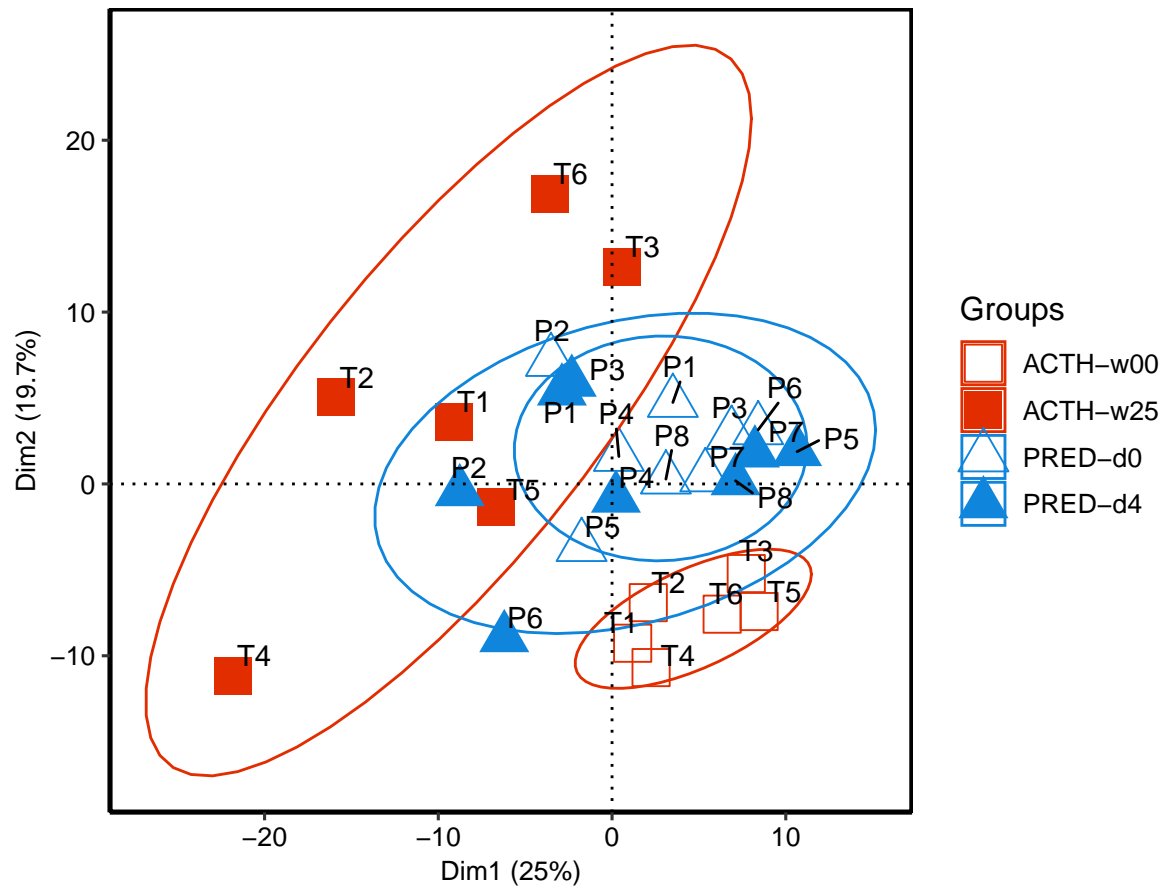 20
10
0
−10
−20
−10
0
10
Dim2 (19.7%)
Dim1 (25%)
T6
T3
T2
T1
T5
T4
P2
P3
P1
P1
P4
P8
P3
P6
P7
P5
P7
P8
P2
P4
P5
P6
T3
T2
T6
T5
T1
T4
Groups
ACTH−w00
ACTH−w25
PRED−d0
PRED−d4